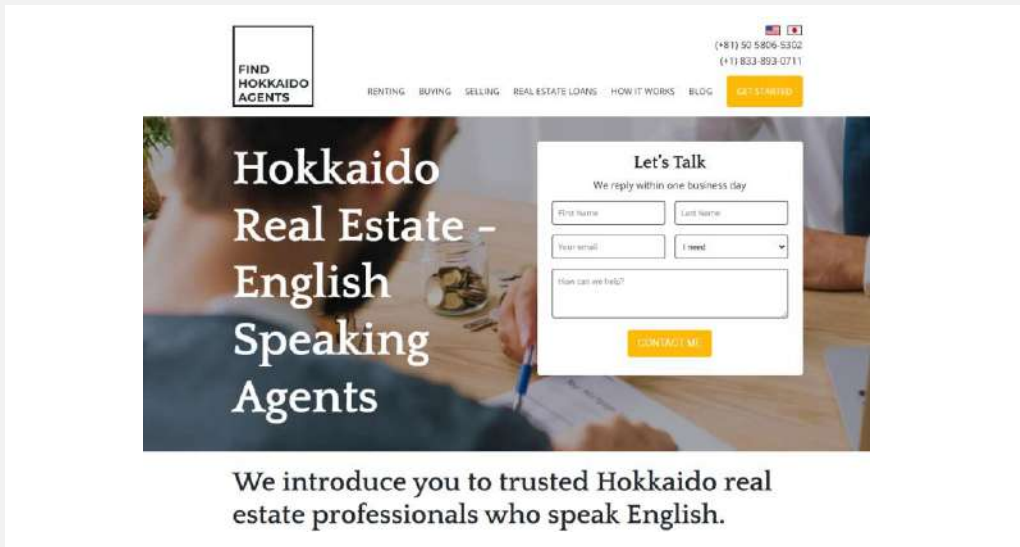 FIND
HOKKAIDO
AGENTS
(+81) 50 5806-5302
(+1) 833-893-0711
RENTING BUYING SELLING REAL ESTATE LOANS HOW IT WORKS BLOG GET STARTED
Hokkaido
Real Estate –
English
Speaking
Agents
Let's Talk
We reply within one business day
First Name Last Name
Your email I need
How can we help?
CONTACT ME
We introduce you to trusted Hokkaido real
estate professionals who speak English.